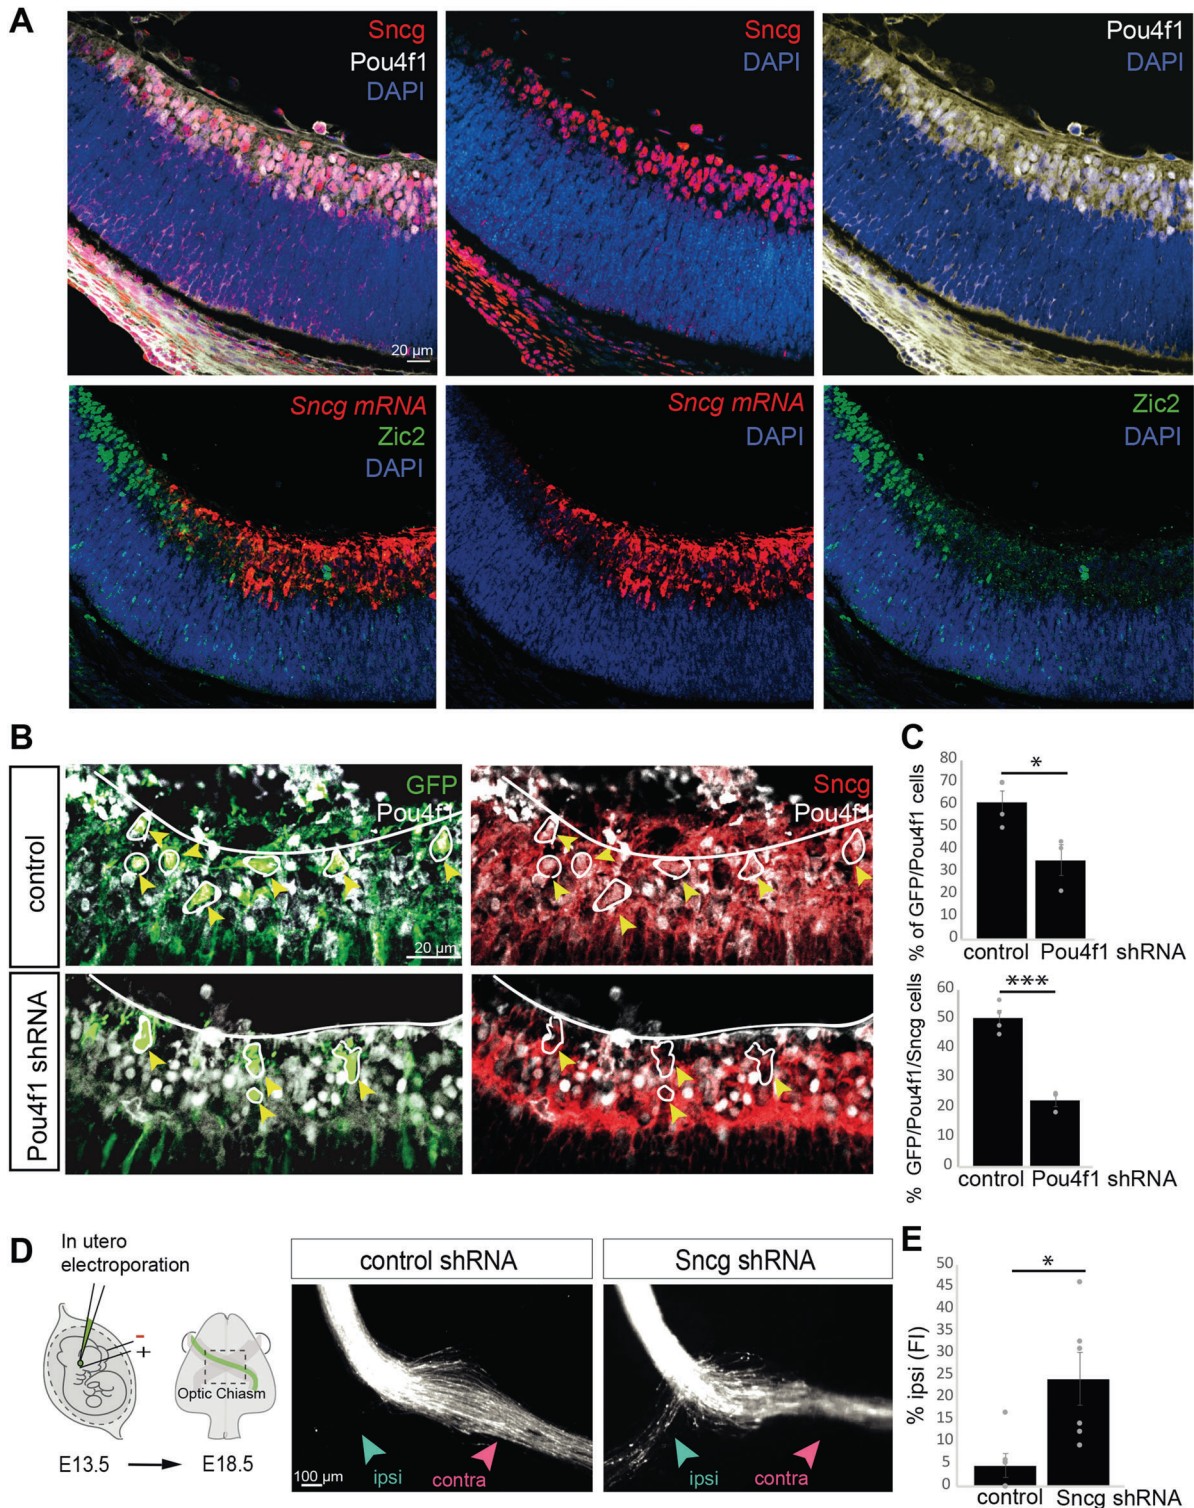 A
Sncg
Pou4f1
DAPI
20 µm
Sncg
DAPI
Pou4f1
DAPI
Sncg mRNA
Zic2
DAPI
Sncg mRNA
DAPI
Zic2
DAPI
B
control
GFP
Pou4f1
20 µm
Sncg
Pou4f1
Pou4f1 shRNA
C
% of GFP/Pou4f1 cells
80
70
60
50
40
30
20
10
0
*
control Pou4f1 shRNA
% GFP/Pou4f1/Sncg cells
60
50
40
30
20
10
0
***
control Pou4f1 shRNA
D
In utero
electroporation
-
+
Optic Chiasm
E13.5
E18.5
control shRNA
100 µm
ipsi
contra
Sncg shRNA
ipsi
contra
E
% ipsi (FI)
50
45
40
35
30
25
20
15
10
5
0
*
control Sncg shRNA